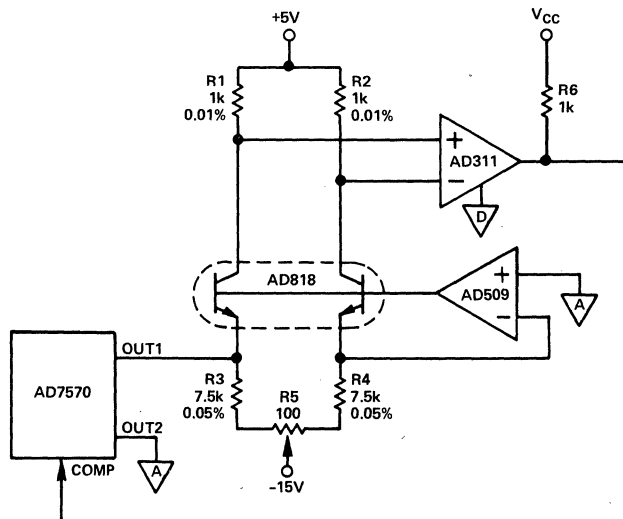 +5V
VCC
R1
1k
0.01%
R2
1k
0.01%
R6
1k
+
AD311
−
D
AD818
+
AD509
−
A
OUT1
AD7570
R3
7.5k
0.05%
R5
100
R4
7.5k
0.05%
OUT2
A
COMP
−15V